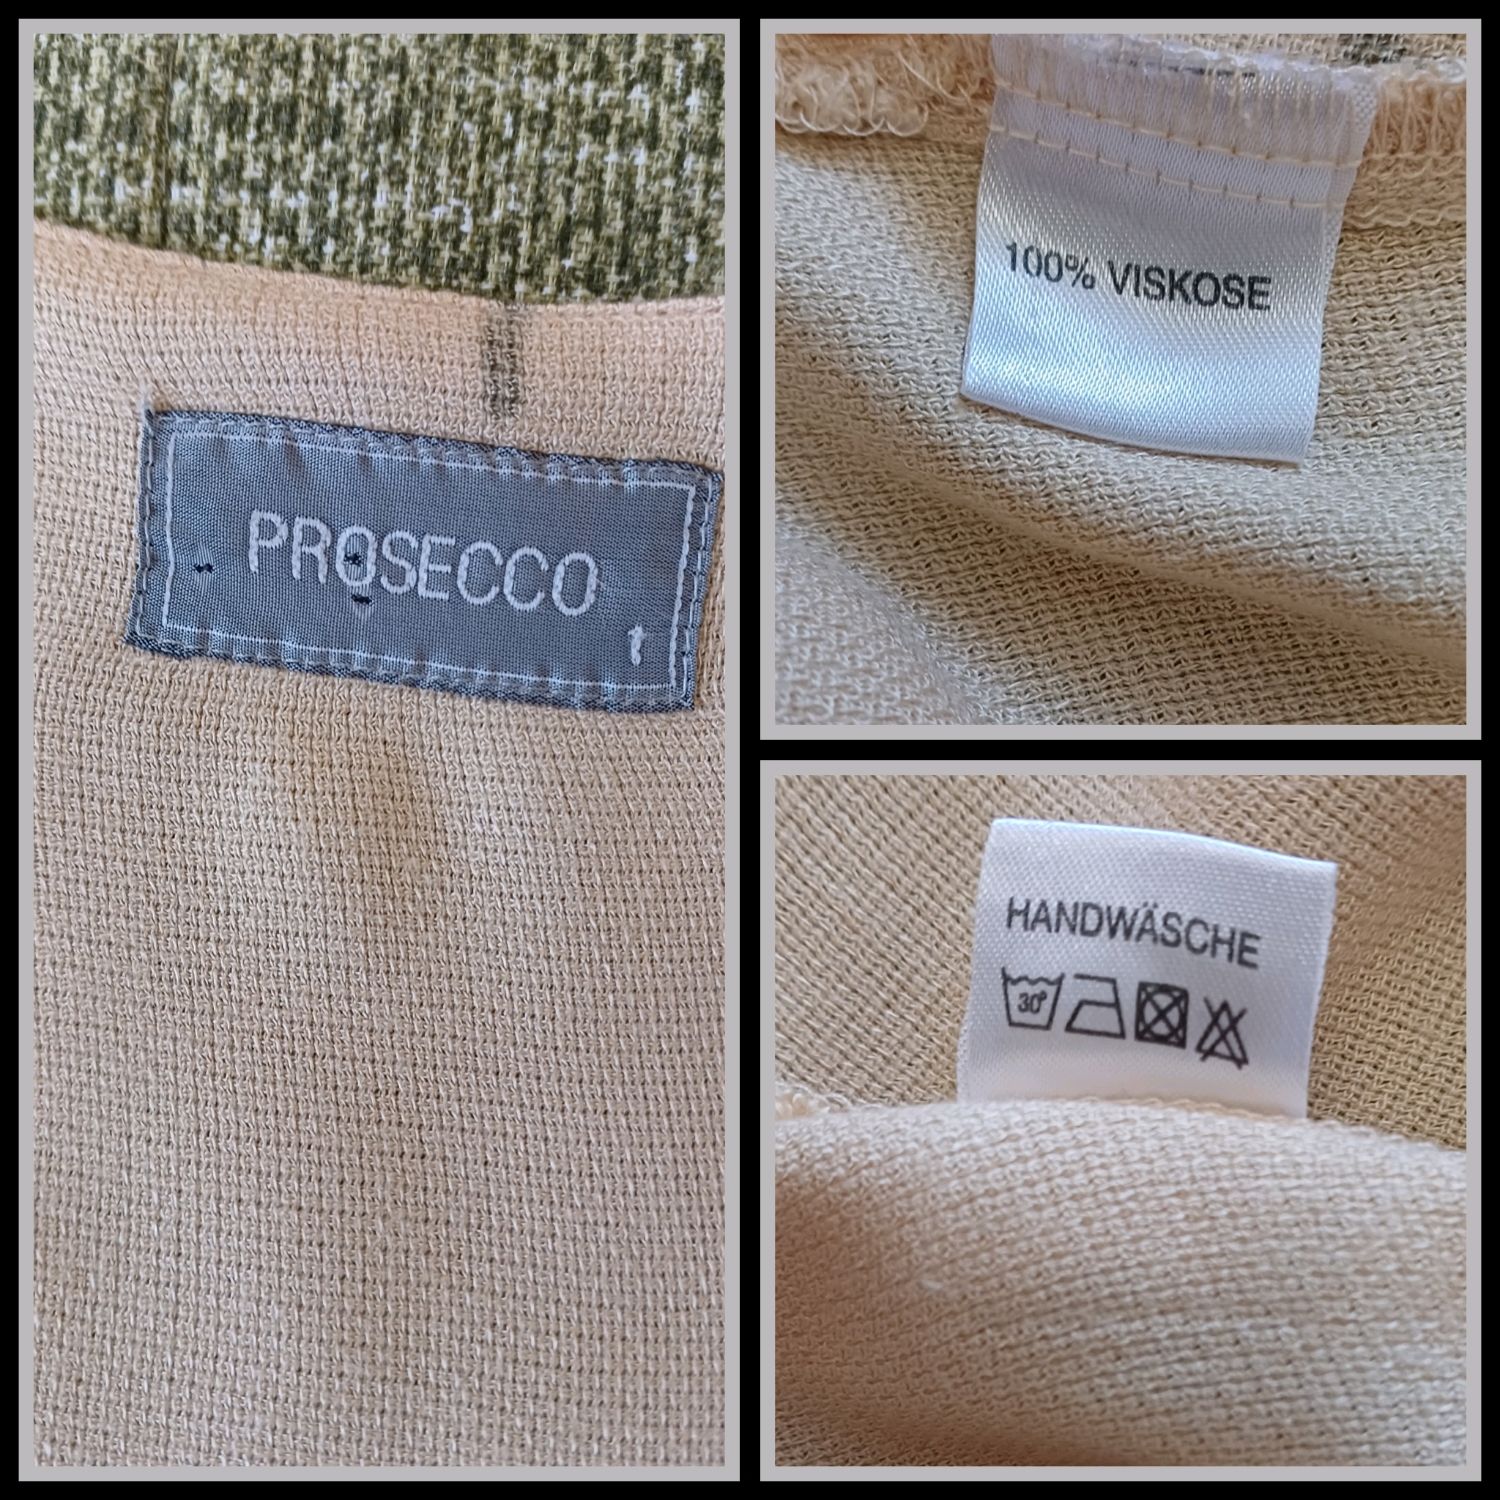 PROSECCO
t
100% VISKOSE
HANDWÄSCHE
30°